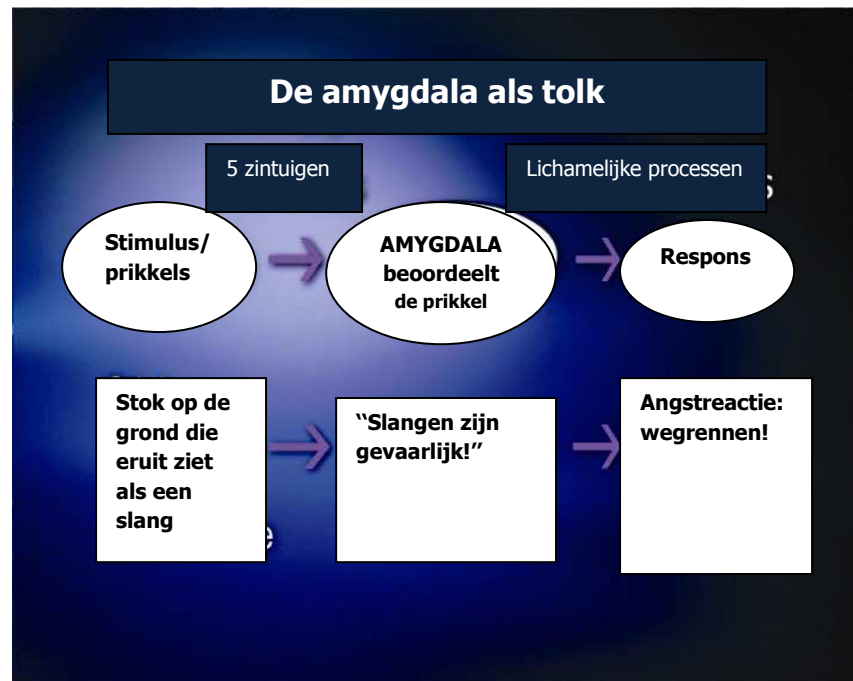 De amygdala als tolk
5 zintuigen
Lichamelijke processen
Stimulus/
prikkels
AMYGDALA
beoordeelt
de prikkel
Respons
Stok op de
grond die
eruit ziet
als een
slang
“Slangen zijn
gevaarlijk!”
Angstreactie:
wegrennen!